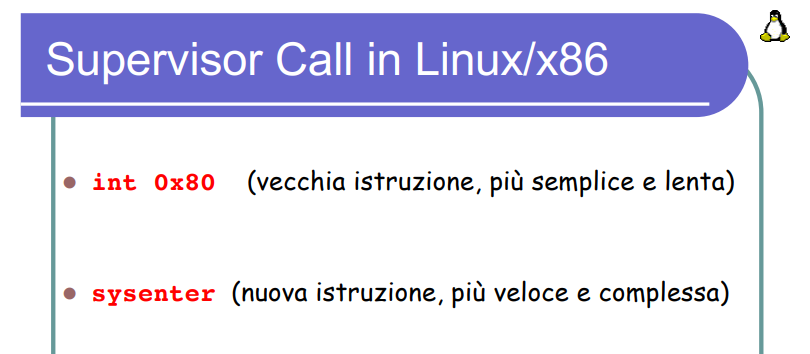 Supervisor Call in Linux/x86
int 0x80 (vecchia istruzione, più semplice e lenta)
sysenter (nuova istruzione, più veloce e complessa)